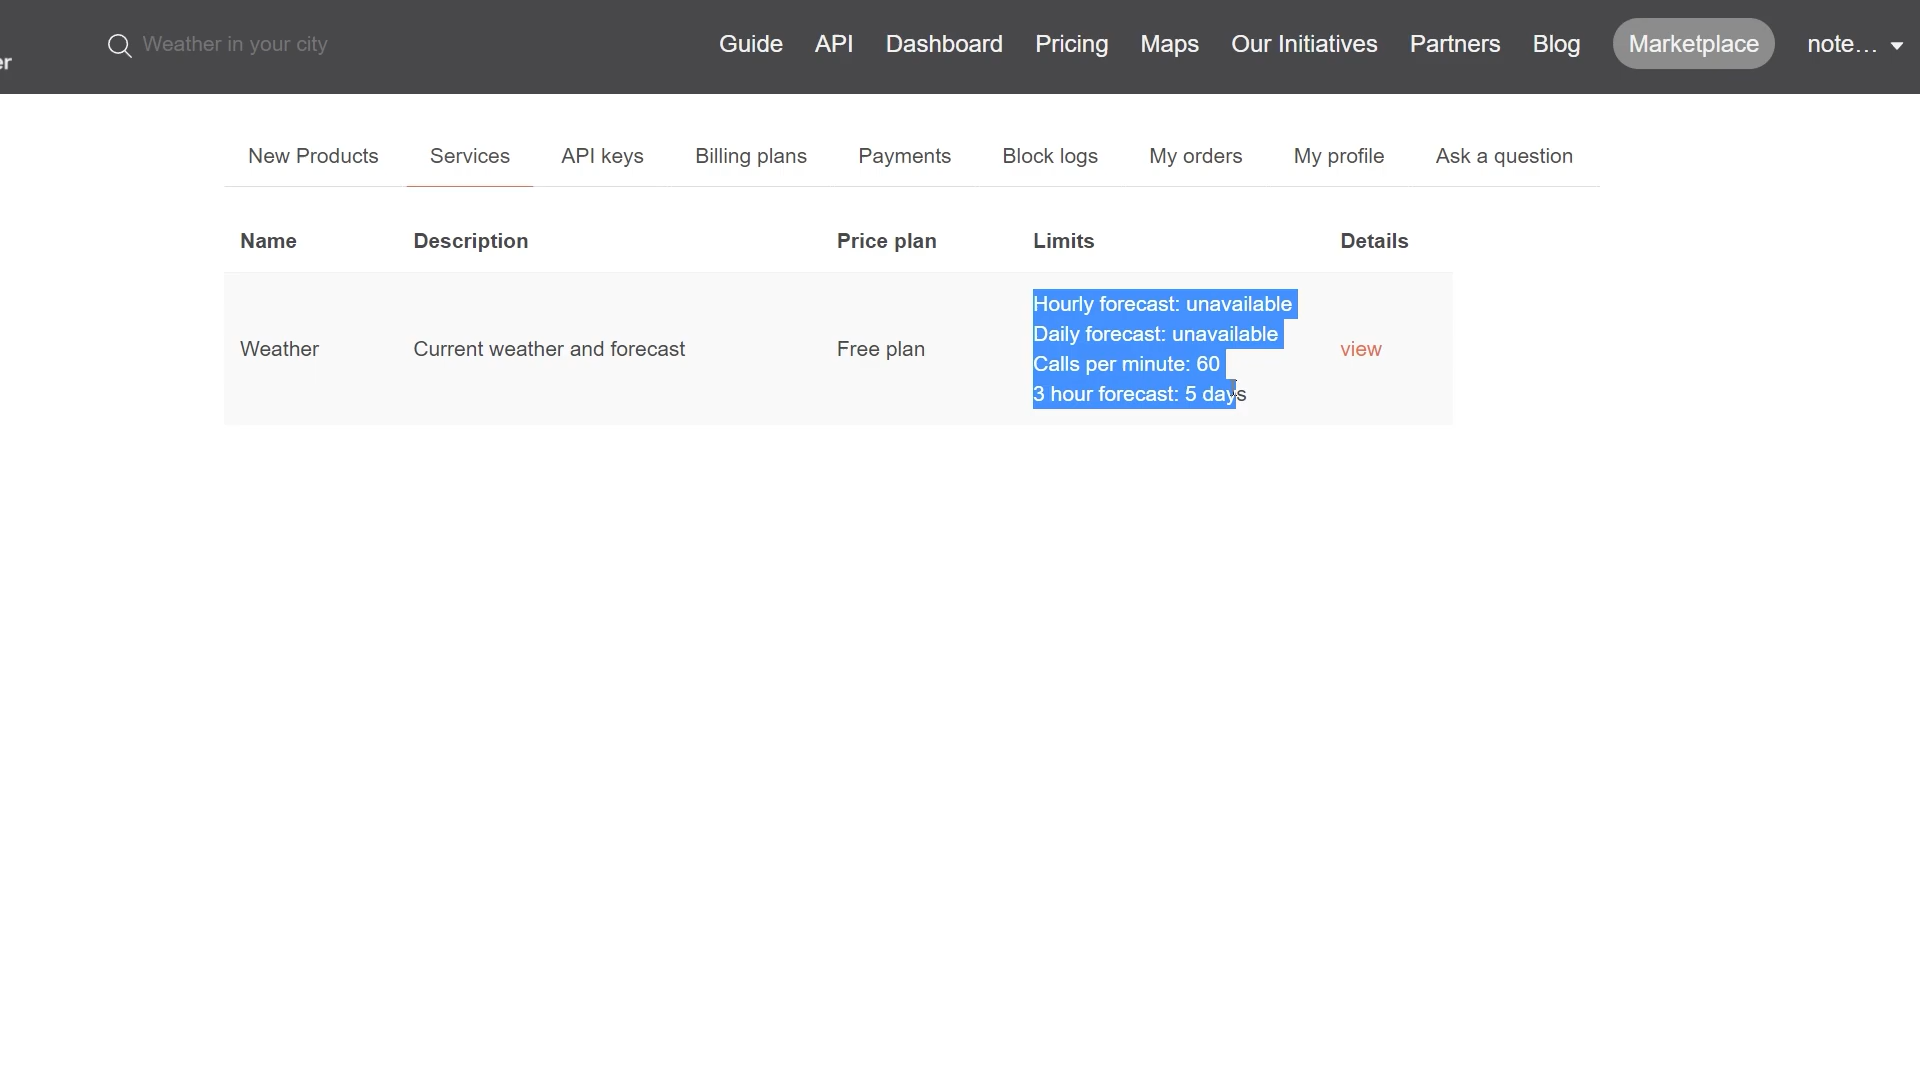 er
Weather in your city
Guide API Dashboard Pricing Maps Our Initiatives Partners Blog Marketplace note...
New Products Services API keys Billing plans Payments Block logs My orders My profile Ask a question
Name Description Price plan Limits Details
Weather Current weather and forecast Free plan
Hourly forecast: unavailable
Daily forecast: unavailable
Calls per minute: 60
3 hour forecast: 5 days
view